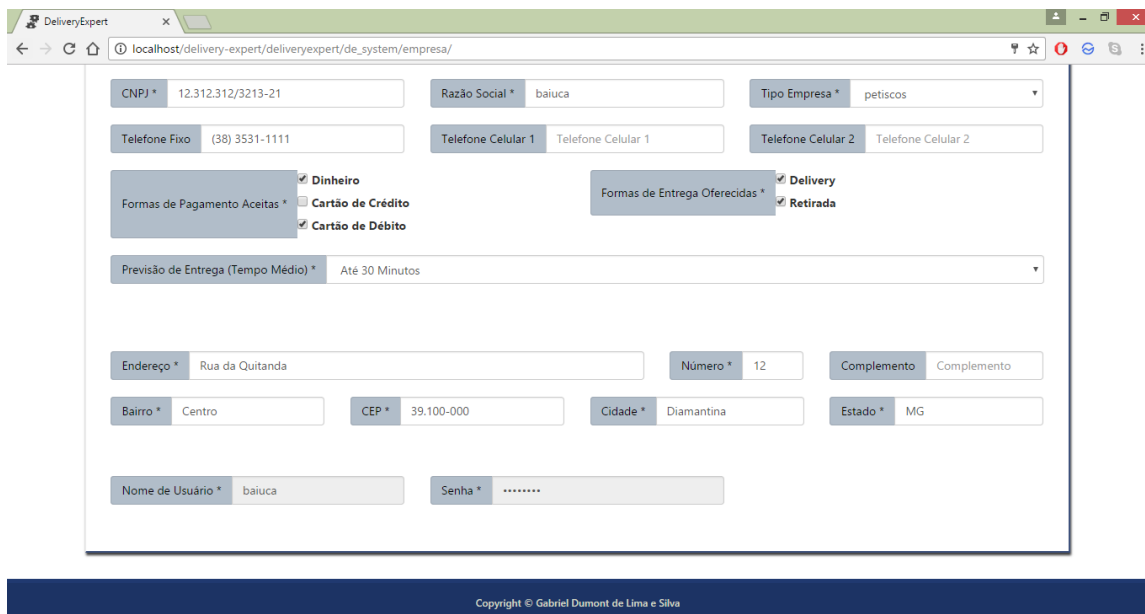 DeliveryExpert
localhost/delivery-expert/deliveryexpert/de_system/empresa/
CNPJ * 12.312.312/3213-21 Razão Social * baiuca Tipo Empresa * petiscos
Telefone Fixo (38) 3531-1111 Telefone Celular 1 Telefone Celular 1 Telefone Celular 2 Telefone Celular 2
Dinheiro Delivery
Formas de Pagamento Aceitas * Cartão de Crédito Formas de Entrega Oferecidas * Retirada
Cartão de Débito
Previsão de Entrega (Tempo Médio) * Até 30 Minutos
Endereço * Rua da Quitanda Número * 12 Complemento Complemento
Bairro * Centro CEP * 39.100-000 Cidade * Diamantina Estado * MG
Nome de Usuário * baiuca Senha * ••••••••
Copyright © Gabriel Dumont de Lima e Silva